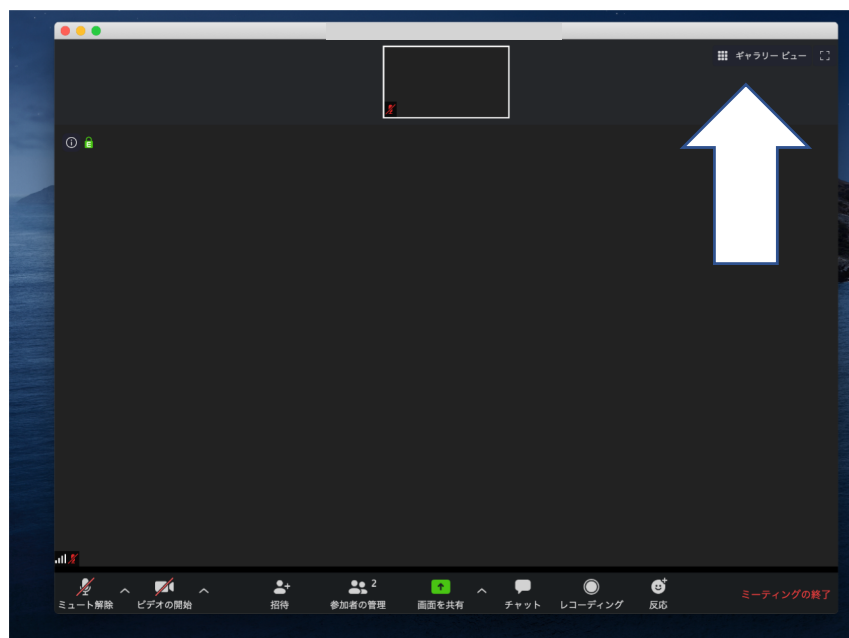 ギャラリービュー
2
ミュート解除 ビデオの開始 招待 参加者の管理 画面を共有 チャット レコーディング 反応 ミーティングの終了